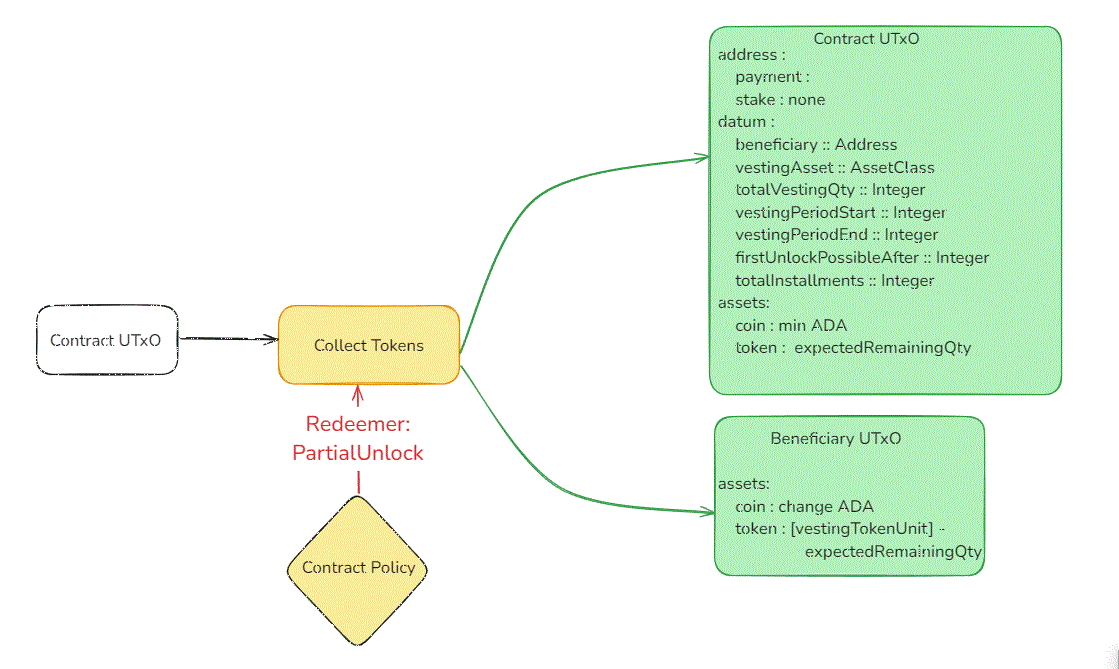 Contract UTxO
Collect Tokens
Redeemer:
PartialUnlock
Contract Policy
Contract UTxO
address :
payment :
stake : none
datum :
beneficiary :: Address
vestingAsset :: AssetClass
totalVestingQty :: Integer
vestingPeriodStart :: Integer
vestingPeriodEnd :: Integer
firstUnlockPossibleAfter :: Integer
totalInstallments :: Integer
assets:
coin : min ADA
token : expectedRemainingQty
Beneficiary UTxO
assets:
coin : change ADA
token : [vestingTokenUnit] -
expectedRemainingQty